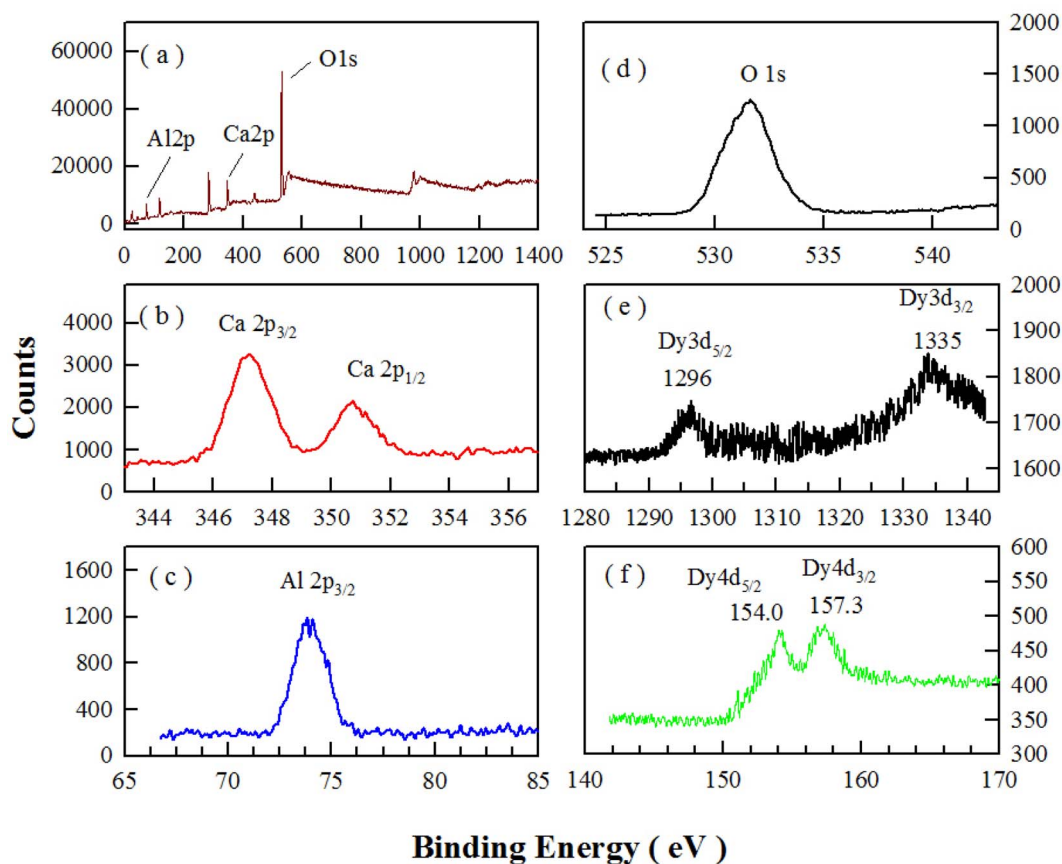 ( a )
O1s
Al2p
Ca2p
60000
40000
20000
0
0 200 400 600 800 1000 1200 1400
( d )
O 1s
2000
1500
1000
500
0
525 530 535 540
( b )
Ca 2p3/2
Ca 2p1/2
4000
3000
2000
1000
0
344 346 348 350 352 354 356
( e )
Dy3d5/2
1296
Dy3d3/2
1335
2000
1900
1800
1700
1600
1280 1290 1300 1310 1320 1330 1340
( c )
Al 2p3/2
1600
1200
800
400
0
65 70 75 80 85
( f )
Dy4d5/2
154.0
Dy4d3/2
157.3
600
550
500
450
400
350
300
140 150 160 170
Counts
Binding Energy ( eV )